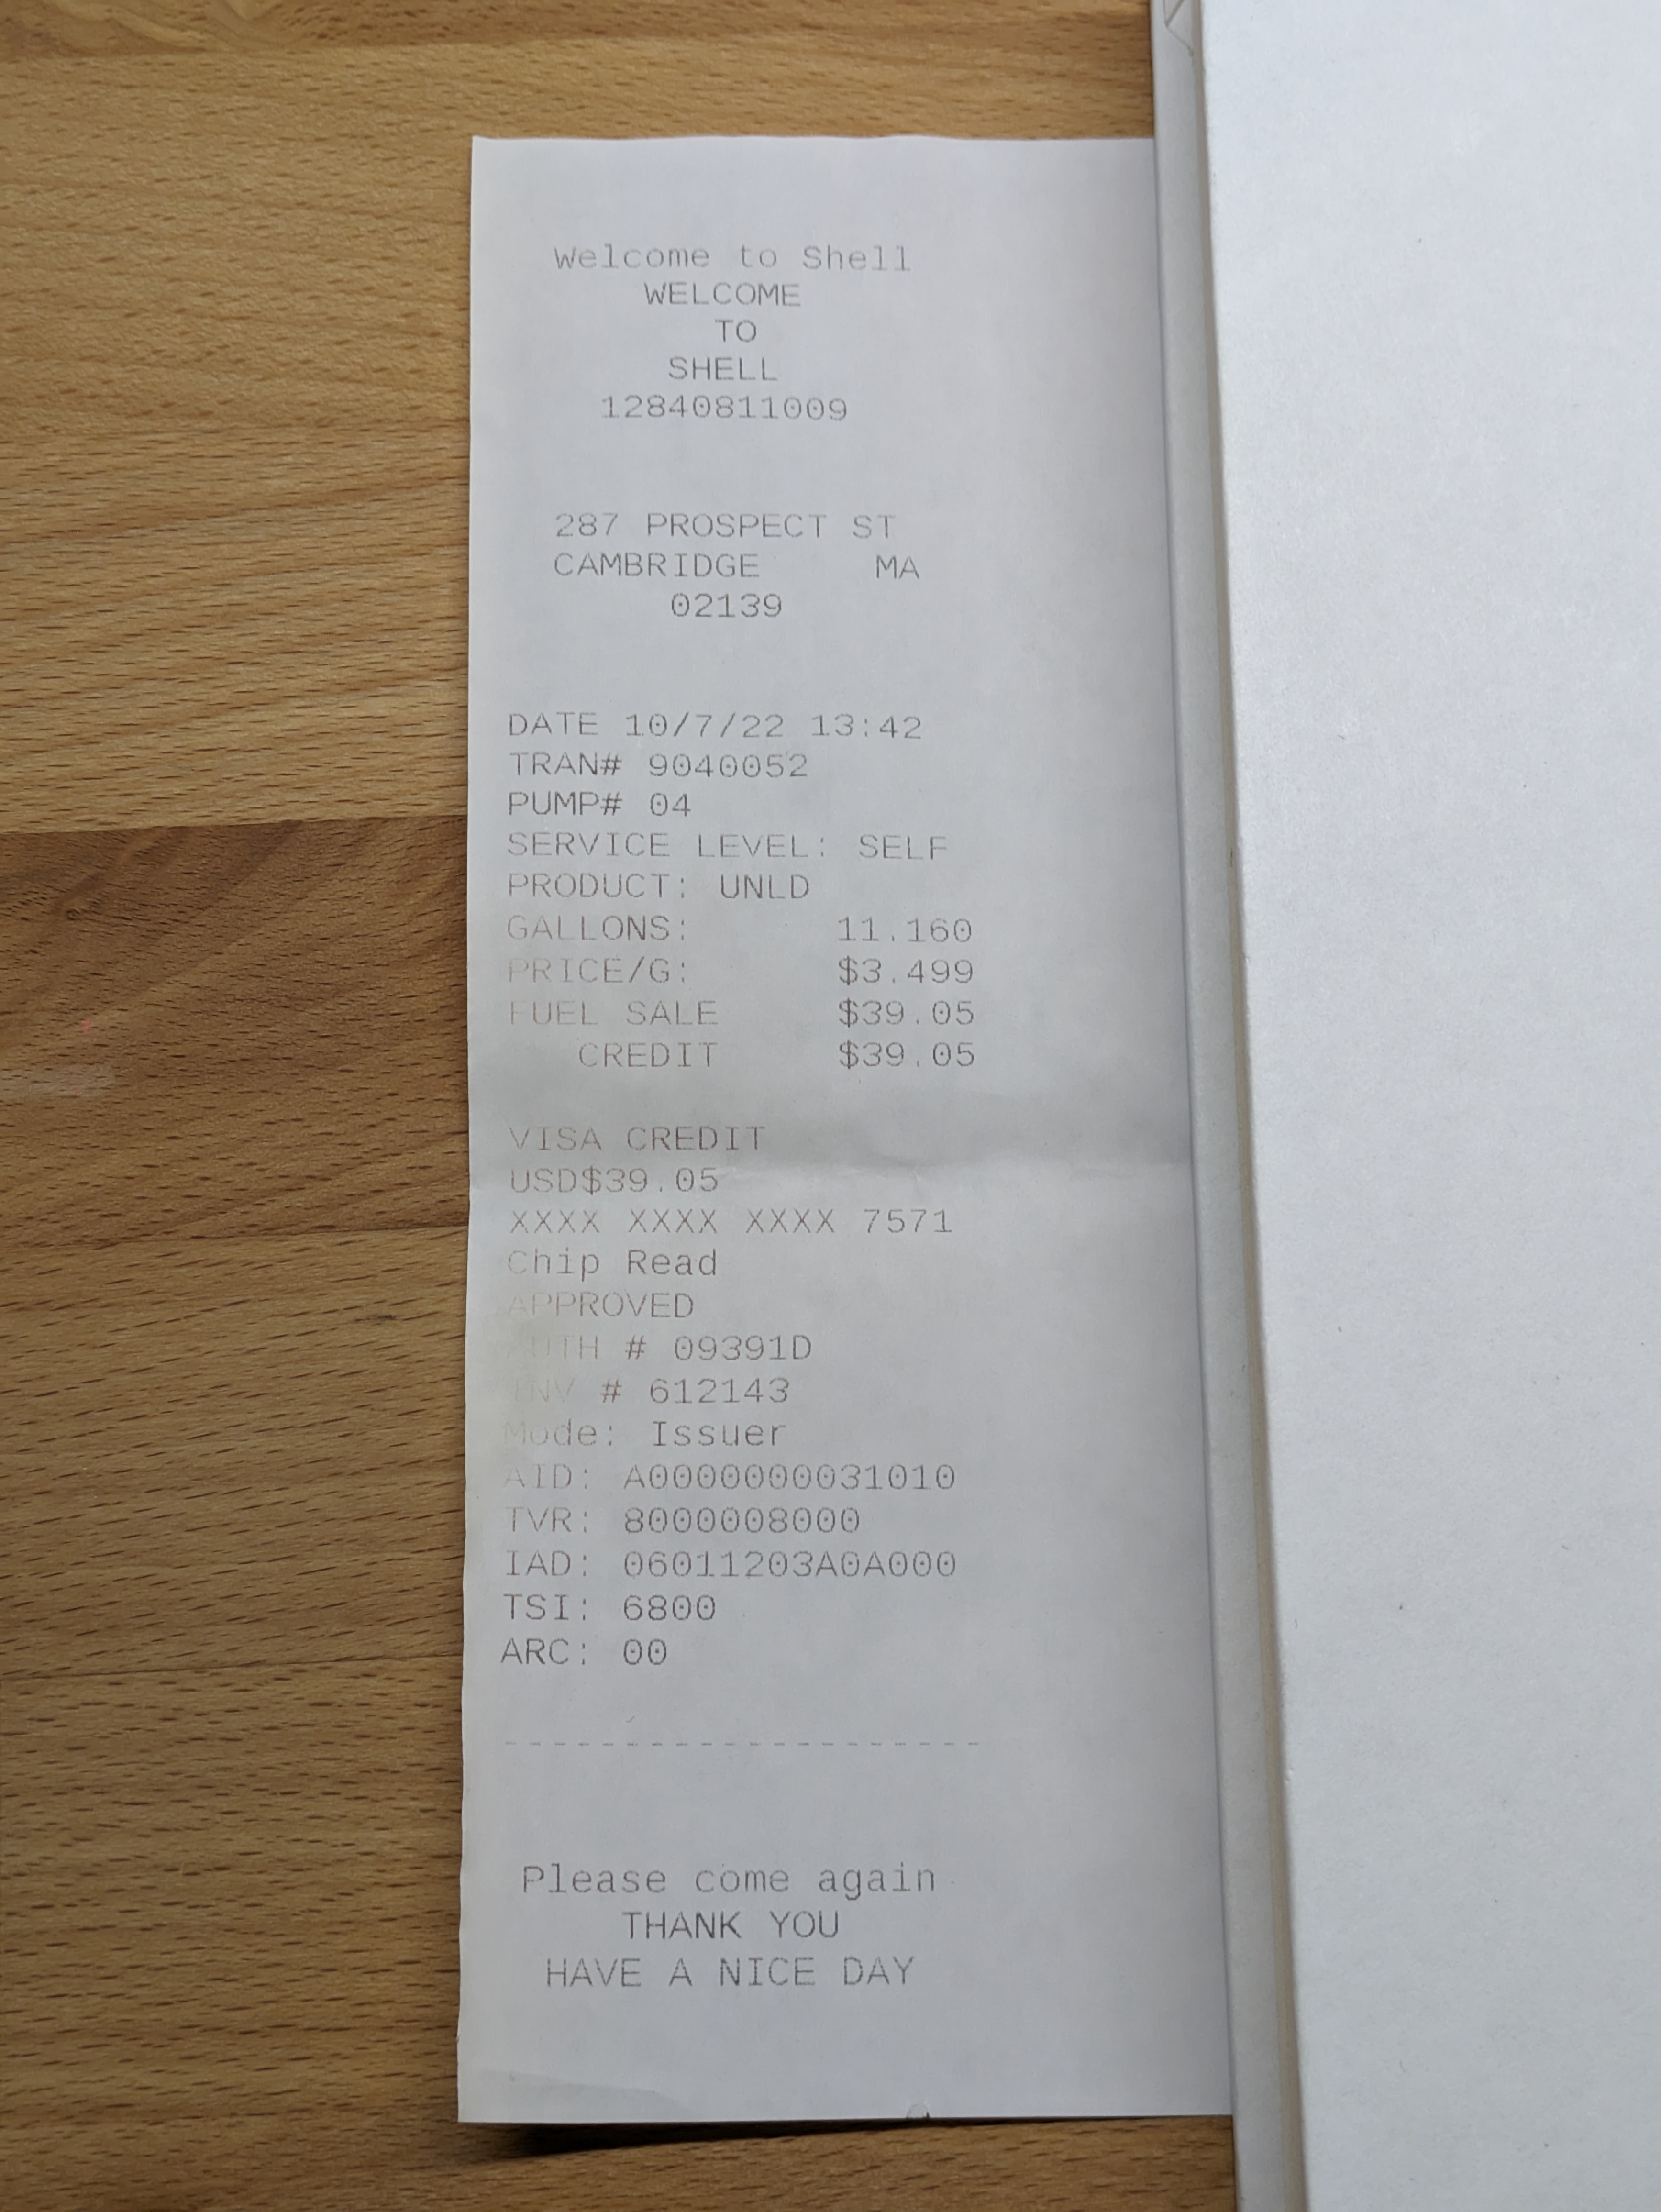 Welcome to Shell
WELCOME
TO
SHELL
12840811009
287 PROSPECT ST
CAMBRIDGE MA
02139
DATE 10/7/22 13:42
TRAN# 9040052
PUMP# 04
SERVICE LEVEL: SELF
PRODUCT: UNLD
GALLONS: 11.160
PRICE/G: $3.499
FUEL SALE $39.05
CREDIT $39.05
VISA CREDIT
USD$39.05
XXXX XXXX XXXX 7571
Chip Read
APPROVED
AUTH # 09391D
INV # 612143
Mode: Issuer
AID: A0000000031010
TVR: 8000008000
IAD: 06011203A0A000
TSI: 6800
ARC: 00
--------------------
Please come again
THANK YOU
HAVE A NICE DAY